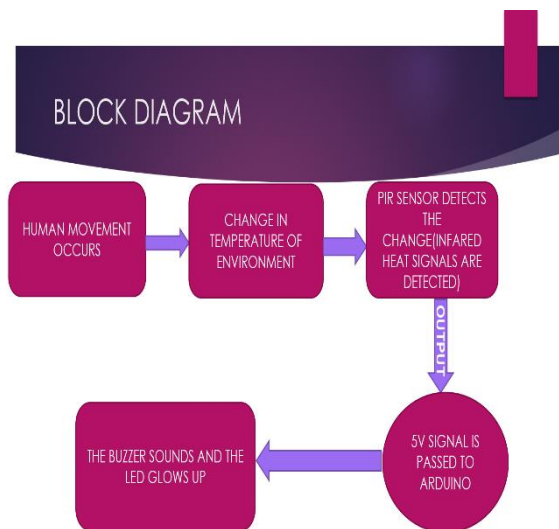 BLOCK DIAGRAM
HUMAN MOVEMENT
OCCURS
CHANGE IN
TEMPERATURE OF
ENVIRONMENT
PIR SENSOR DETECTS
THE
CHANGE(INFARED
HEAT SIGNALS ARE
DETECTED)
OUTPUT
5V SIGNAL IS
PASSED TO
ARDUINO
THE BUZZER SOUNDS AND THE
LED GLOWS UP